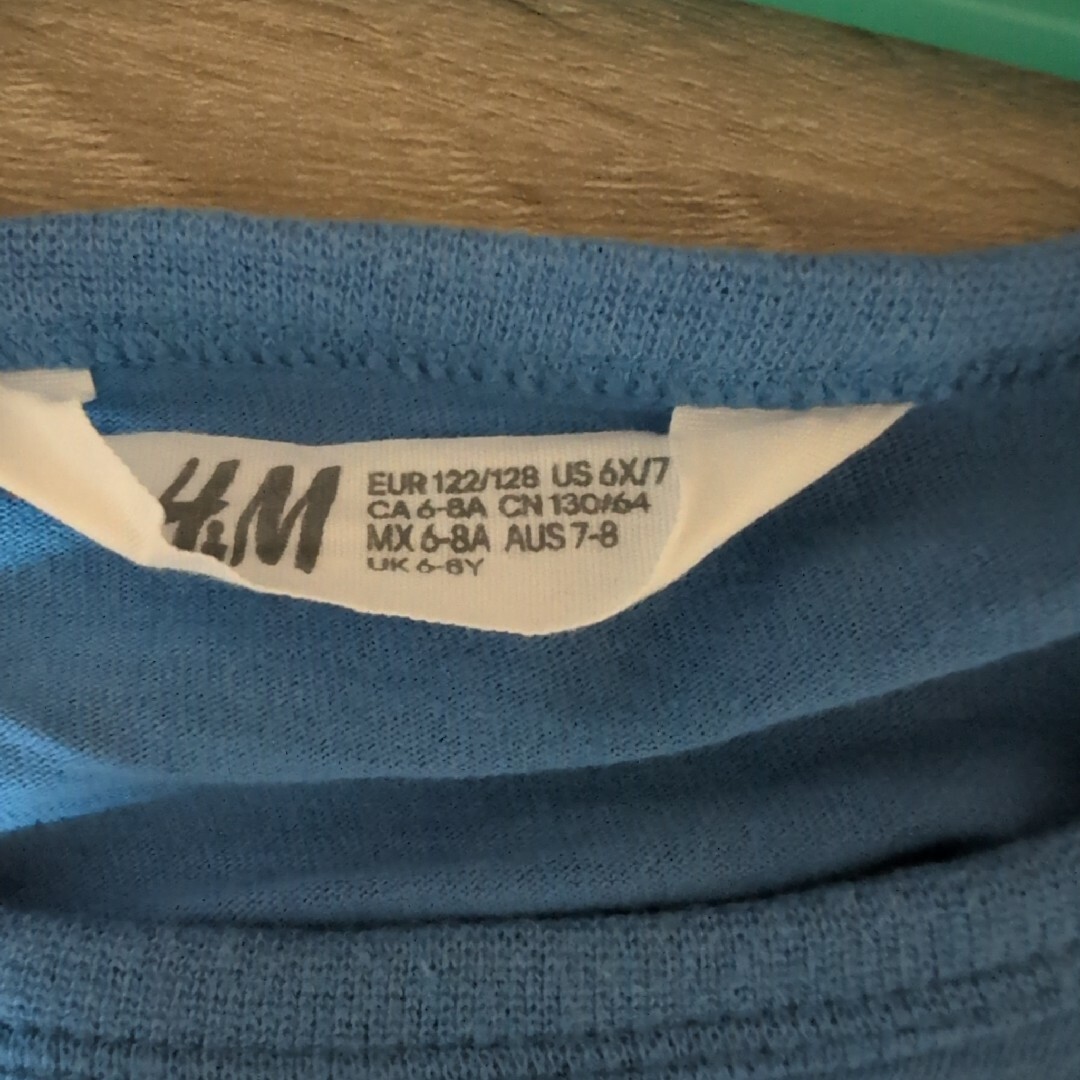 H&M
EUR 122/128 US 6X/7
CA 6-8A CN 130/64
MX 6-8A AUS 7-8
UK 6-8Y